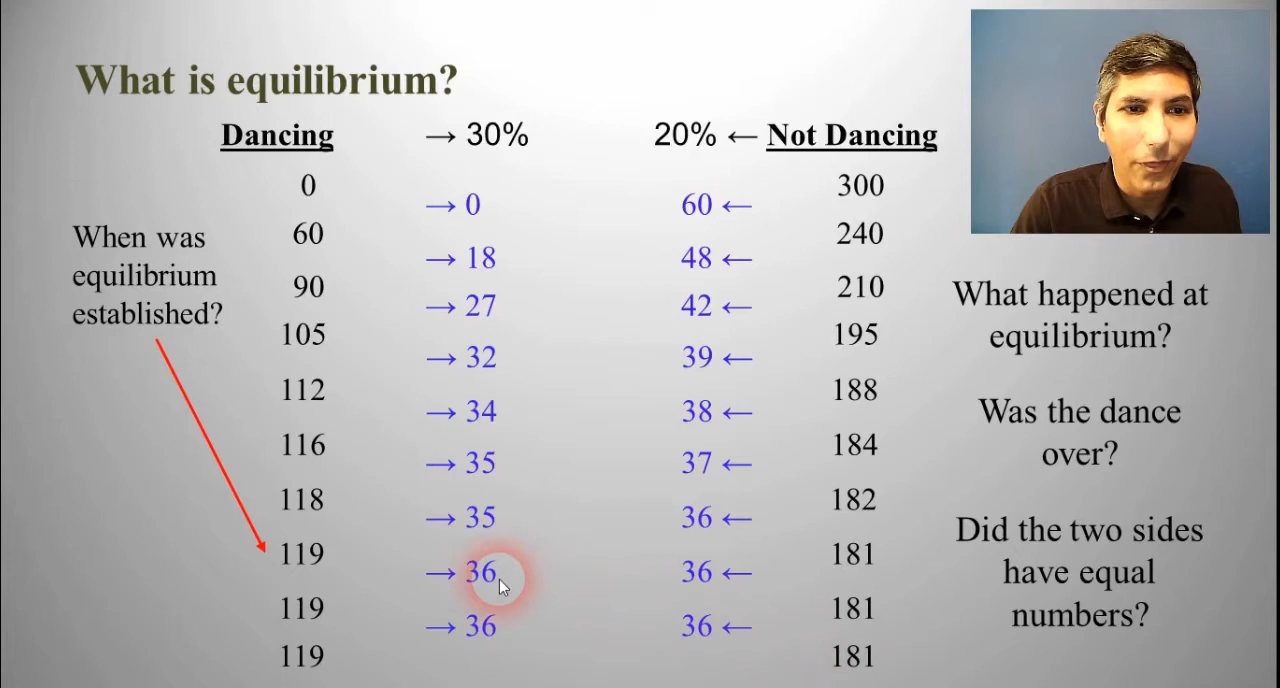 What is equilibrium?
Dancing → 30% 20% ← Not Dancing
0 300
→ 0 60 ←
60 240
→ 18 48 ←
90 210
→ 27 42 ←
105 195
→ 32 39 ←
112 188
→ 34 38 ←
116 184
→ 35 37 ←
118 182
→ 35 36 ←
119 181
→ 36 36 ←
119 181
→ 36 36 ←
119 181
When was
equilibrium
established?
What happened at
equilibrium?
Was the dance
over?
Did the two sides
have equal
numbers?